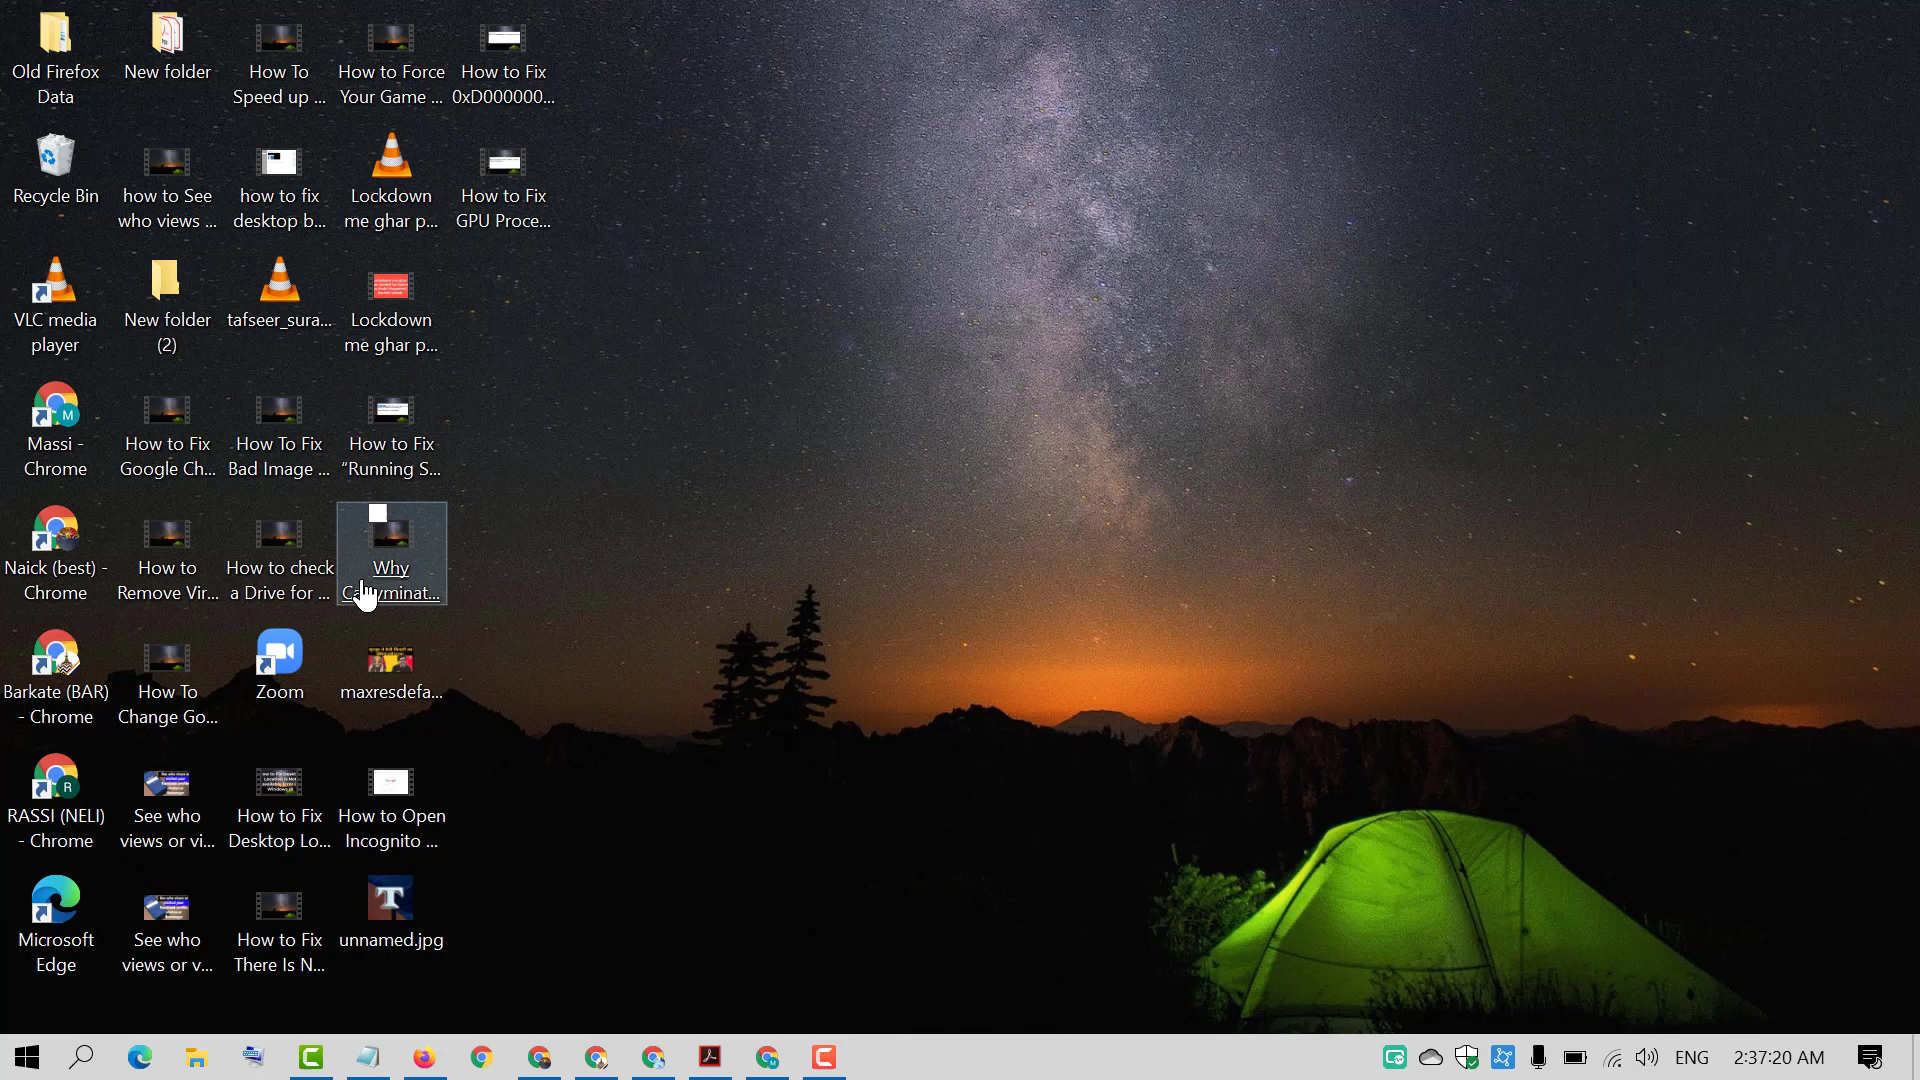 Old Firefox
Data
New folder
How To
Speed up ...
How to Force
Your Game ...
How to Fix
0xD000000...
Recycle Bin
how to See
who views ...
how to fix
desktop b...
Lockdown
me ghar p...
How to Fix
GPU Proce...
VLC media
player
New folder
(2)
tafseer_sura...
Lockdown
me ghar p...
Massi -
Chrome
How to Fix
Google Ch...
How To Fix
Bad Image ...
How to Fix
“Running S...
Naick (best) -
Chrome
How to
Remove Vir...
How to check
a Drive for ...
Why
Barkate (BAR)
- Chrome
How To
Change Go...
Zoom
maxresdefa...
RASSI (NELI)
- Chrome
See who
views or vi...
How to Fix
Desktop Lo...
How to Open
Incognito ...
Microsoft
Edge
See who
views or v...
How to Fix
There Is N...
unnamed.jpg
ENG
2:37:20 AM